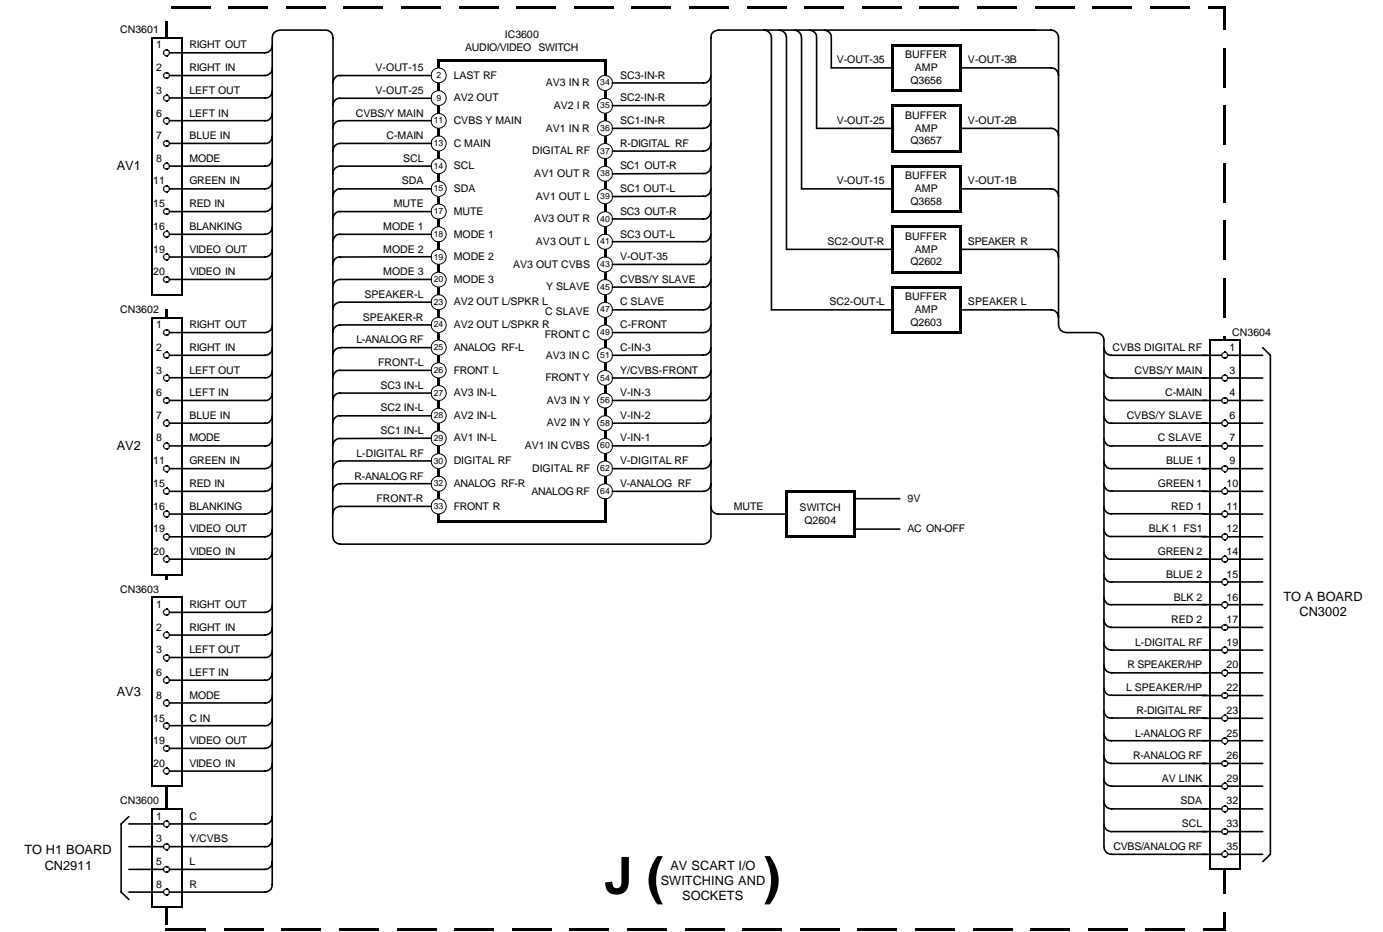 CN3601
AV1
1 RIGHT OUT
2 RIGHT IN
3 LEFT OUT
6 LEFT IN
7 BLUE IN
8 MODE
11 GREEN IN
15 RED IN
16 BLANKING
19 VIDEO OUT
20 VIDEO IN
CN3602
AV2
1 RIGHT OUT
2 RIGHT IN
3 LEFT OUT
6 LEFT IN
7 BLUE IN
8 MODE
11 GREEN IN
15 RED IN
16 BLANKING
19 VIDEO OUT
20 VIDEO IN
CN3603
AV3
1 RIGHT OUT
2 RIGHT IN
3 LEFT OUT
6 LEFT IN
8 MODE
15 C IN
19 VIDEO OUT
20 VIDEO IN
CN3600
TO H1 BOARD
CN2911
1 C
3 Y/CVBS
5 L
8 R
IC3600
AUDIO/VIDEO SWITCH
V-OUT-15 2 LAST RF
V-OUT-25 9 AV2 OUT
CVBS/Y MAIN 11 CVBS Y MAIN
C-MAIN 13 C MAIN
SCL 14 SCL
SDA 15 SDA
MUTE 17 MUTE
MODE 1 18 MODE 1
MODE 2 19 MODE 2
MODE 3 20 MODE 3
SPEAKER-L 23 AV2 OUT L/SPKR L
SPEAKER-R 24 AV2 OUT L/SPKR R
L-ANALOG RF 25 ANALOG RF-L
FRONT-L 26 FRONT L
SC3 IN-L 27 AV3 IN-L
SC2 IN-L 28 AV2 IN-L
SC1 IN-L 29 AV1 IN-L
L-DIGITAL RF 30 DIGITAL RF
R-ANALOG RF 32 ANALOG RF-R
FRONT-R 33 FRONT R
AV3 IN R 34 SC3-IN-R
AV2 I R 35 SC2-IN-R
AV1 IN R 36 SC1-IN-R
DIGITAL RF 37 R-DIGITAL RF
AV1 OUT R 38 SC1 OUT-R
AV1 OUT L 39 SC1 OUT-L
AV3 OUT R 40 SC3 OUT-R
AV3 OUT L 41 SC3 OUT-L
AV3 OUT CVBS 43 V-OUT-35
Y SLAVE 45 CVBS/Y SLAVE
C SLAVE 47 C SLAVE
FRONT C 49 C-FRONT
AV3 IN C 51 C-IN-3
FRONT Y 54 Y/CVBS-FRONT
AV3 IN Y 56 V-IN-3
AV2 IN Y 58 V-IN-2
AV1 IN CVBS 60 V-IN-1
DIGITAL RF 62 V-DIGITAL RF
ANALOG RF 64 V-ANALOG RF
V-OUT-35
BUFFER
AMP
Q3656
V-OUT-3B
V-OUT-25
BUFFER
AMP
Q3657
V-OUT-2B
V-OUT-15
BUFFER
AMP
Q3658
V-OUT-1B
SC2-OUT-R
BUFFER
AMP
Q2602
SPEAKER R
SC2-OUT-L
BUFFER
AMP
Q2603
SPEAKER L
MUTE
SWITCH
Q2604
9V
AC ON-OFF
CN3604
CVBS DIGITAL RF 1
CVBS/Y MAIN 3
C-MAIN 4
CVBS/Y SLAVE 6
C SLAVE 7
BLUE 1 9
GREEN 1 10
RED 1 11
BLK 1 FS1 12
GREEN 2 14
BLUE 2 15
BLK 2 16
RED 2 17
L-DIGITAL RF 19
R SPEAKER/HP 20
L SPEAKER/HP 22
R-DIGITAL RF 23
L-ANALOG RF 25
R-ANALOG RF 26
AV LINK 29
SDA 32
SCL 33
CVBS/ANALOG RF 35
TO A BOARD
CN3002
J (AV SCART I/O
SWITCHING AND
SOCKETS)